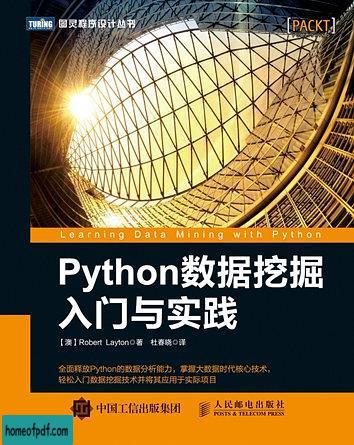 TURING 图灵程序设计丛书
[PACKT]
Learning Data Mining with Python
Python数据挖掘
入门与实践
【澳】Robert Layton◎著 杜春晓◎译
全面释放Python的数据分析能力,掌握大数据时代核心技术,
轻松入门数据挖掘技术并将其应用于实际项目
中国工信出版集团 人民邮电出版社
POSTS & TELECOM PRESS
homeofpdf.com